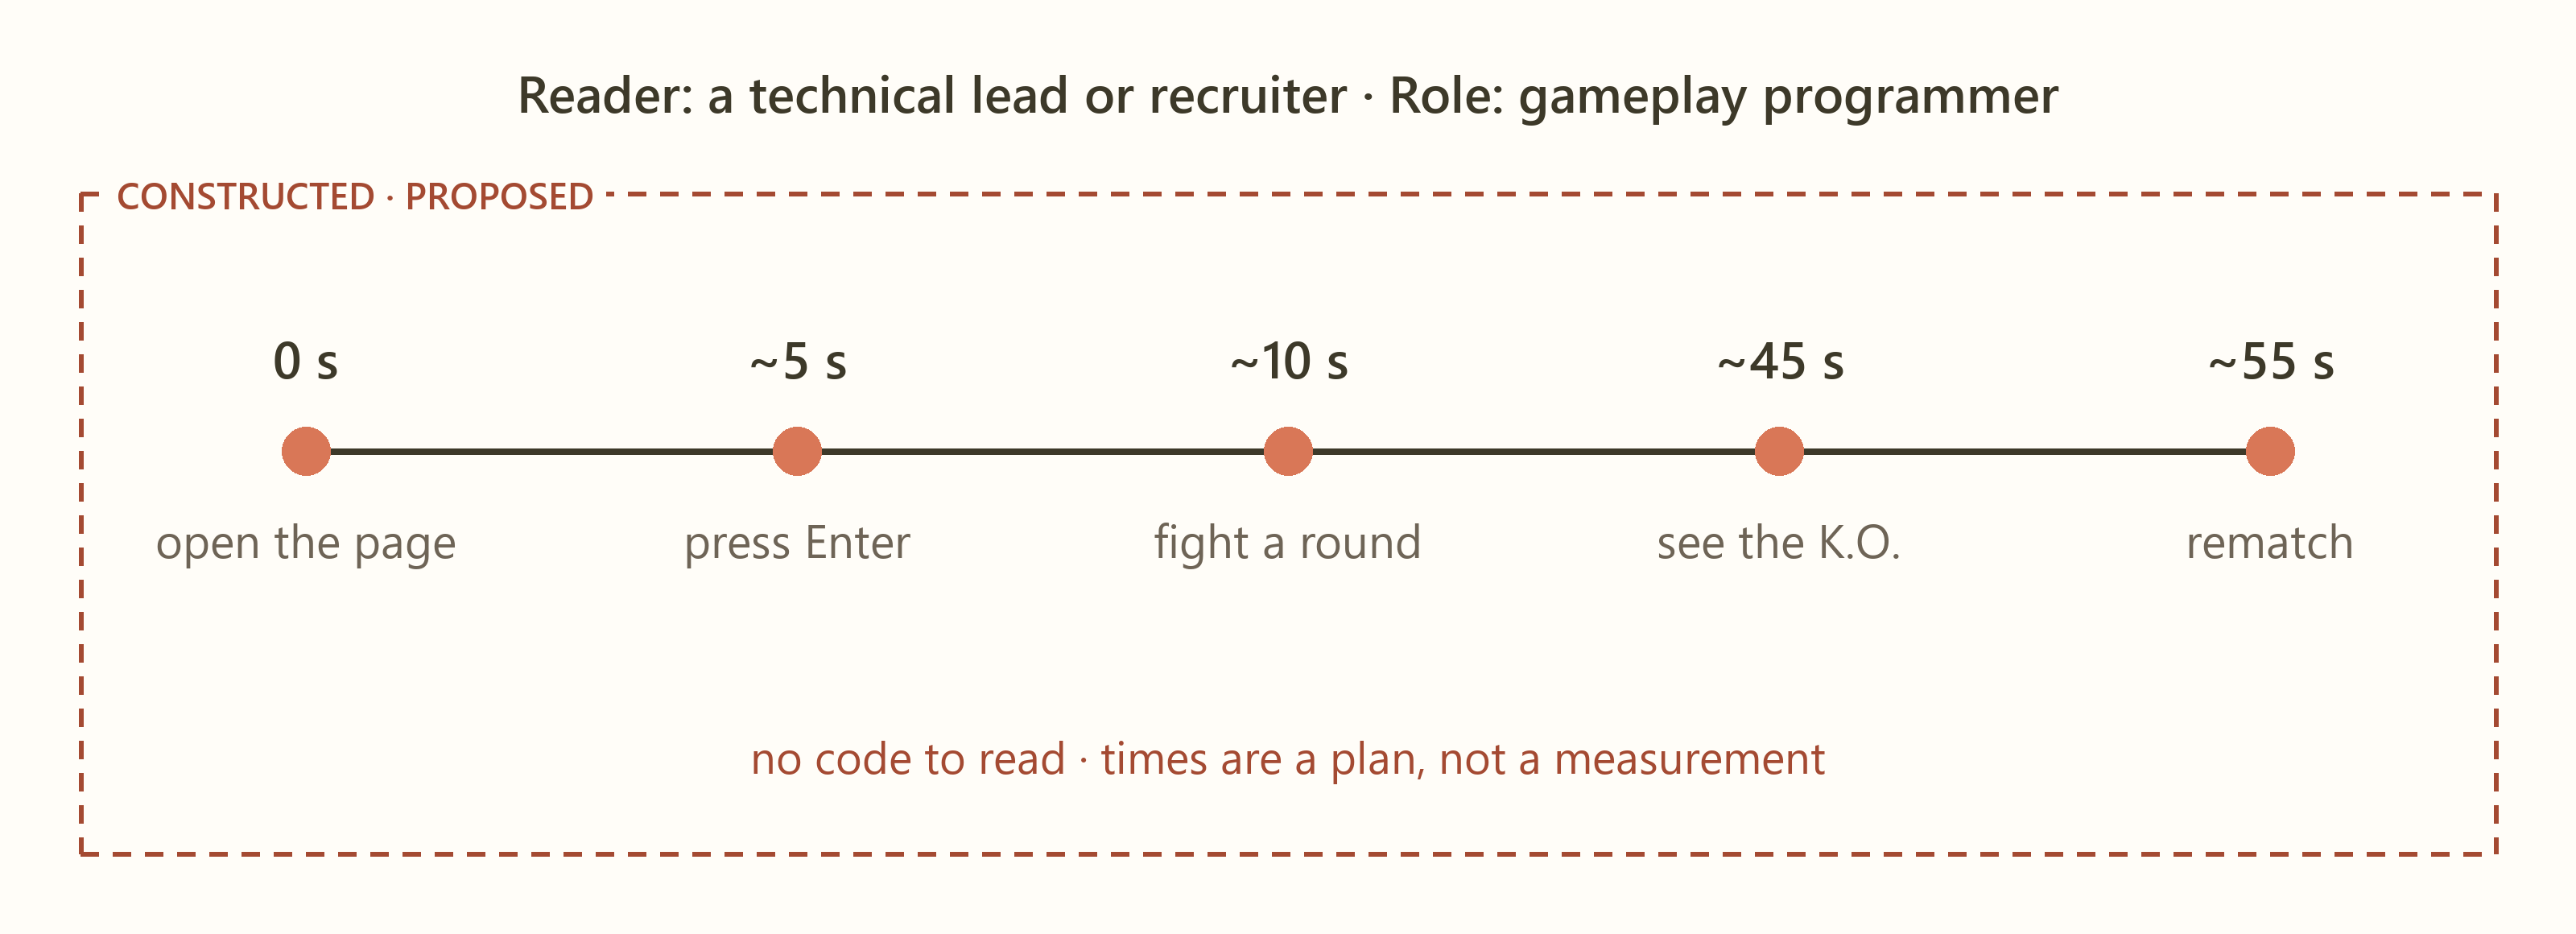 Reader: a technical lead or recruiter · Role: gameplay programmer
CONSTRUCTED · PROPOSED
0 s
~5 s
~10 s
~45 s
~55 s
open the page
press Enter
fight a round
see the K.O.
rematch
no code to read · times are a plan, not a measurement